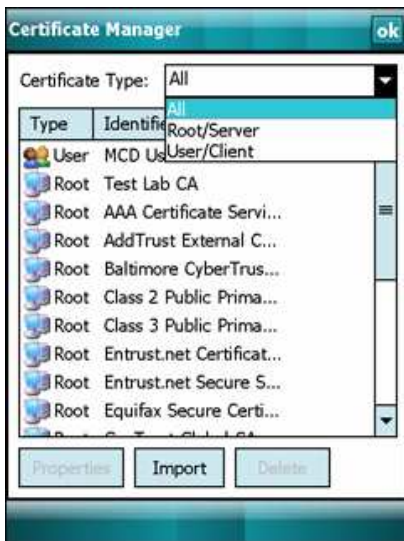 Certificate Manager ok
Certificate Type: All
All
Root/Server
User/Client
Type Identifie
User MCD Us
Root Test Lab CA
Root AAA Certificate Servi...
Root AddTrust External C...
Root Baltimore CyberTrus...
Root Class 2 Public Prima...
Root Class 3 Public Prima...
Root Entrust.net Certificat...
Root Entrust.net Secure S...
Root Equifax Secure Certi...
Properties Import Delete